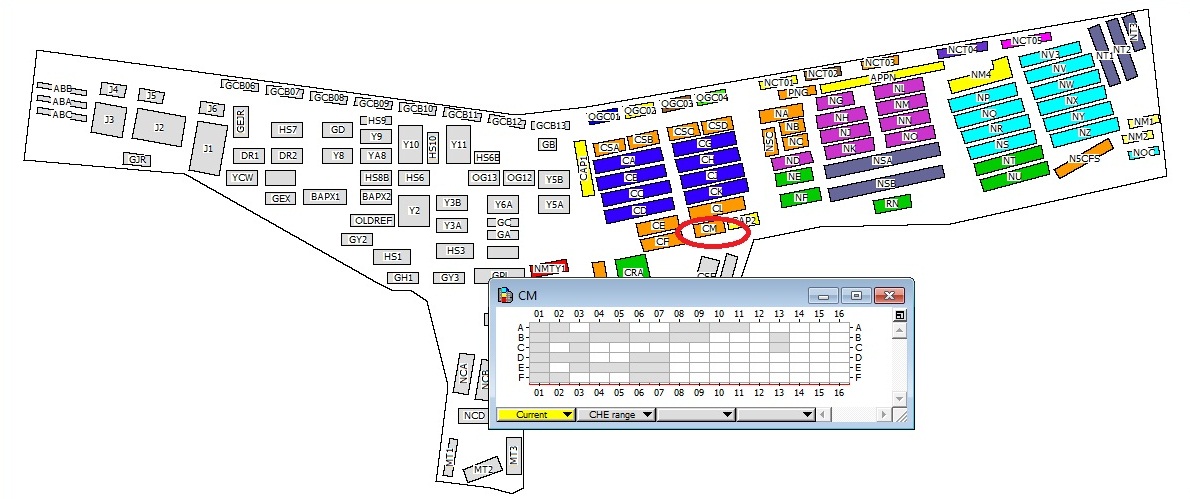 ABB
ABA
ABC
J4
J5
J3
J2
J6
J1
GEJR
GJR
GCB06
GCB07
GCB08
GCB09
GCB10
GCB11
GCB12
GCB13
HS7
GD
HS9
Y9
Y10
HS10
Y11
GB
DR1
DR2
Y8
YA8
HS6B
YCW
HS8B
HS6
OG13
OG12
Y5B
GEX
BAPX1
BAPX2
Y2
Y3B
Y6A
Y5A
OLDREF
Y3A
GC
GA
GY2
HS1
HS3
GH1
GY3
NMTY1
CRA
OGC01
OGC02
OGC03
OGC04
CSA
CSB
CSC
CSD
CAP1
CA
CB
CC
CD
CE
CF
CG
CH
CI
CK
CL
CM
NCT01
NCT02
NCT03
NCT04
NCT05
PNG
APPN
NA
NB
NC
NSC
ND
NE
NF
NG
NH
NJ
NK
NL
NM
NN
NO
NSA
NSB
RN
NM4
NP
NQ
NR
NS
NT
NU
NV3
NV
NW
NX
NY
NZ
NT1
NT2
NT3
NM1
NM2
NOC
NSCFS
NCA
NCB
NCD
MT1
MT2
MT3
CM
01 02 03 04 05 06 07 08 09 10 11 12 13 14 15 16
A A
B B
C C
D D
E E
F F
01 02 03 04 05 06 07 08 09 10 11 12 13 14 15 16
Current CHE range